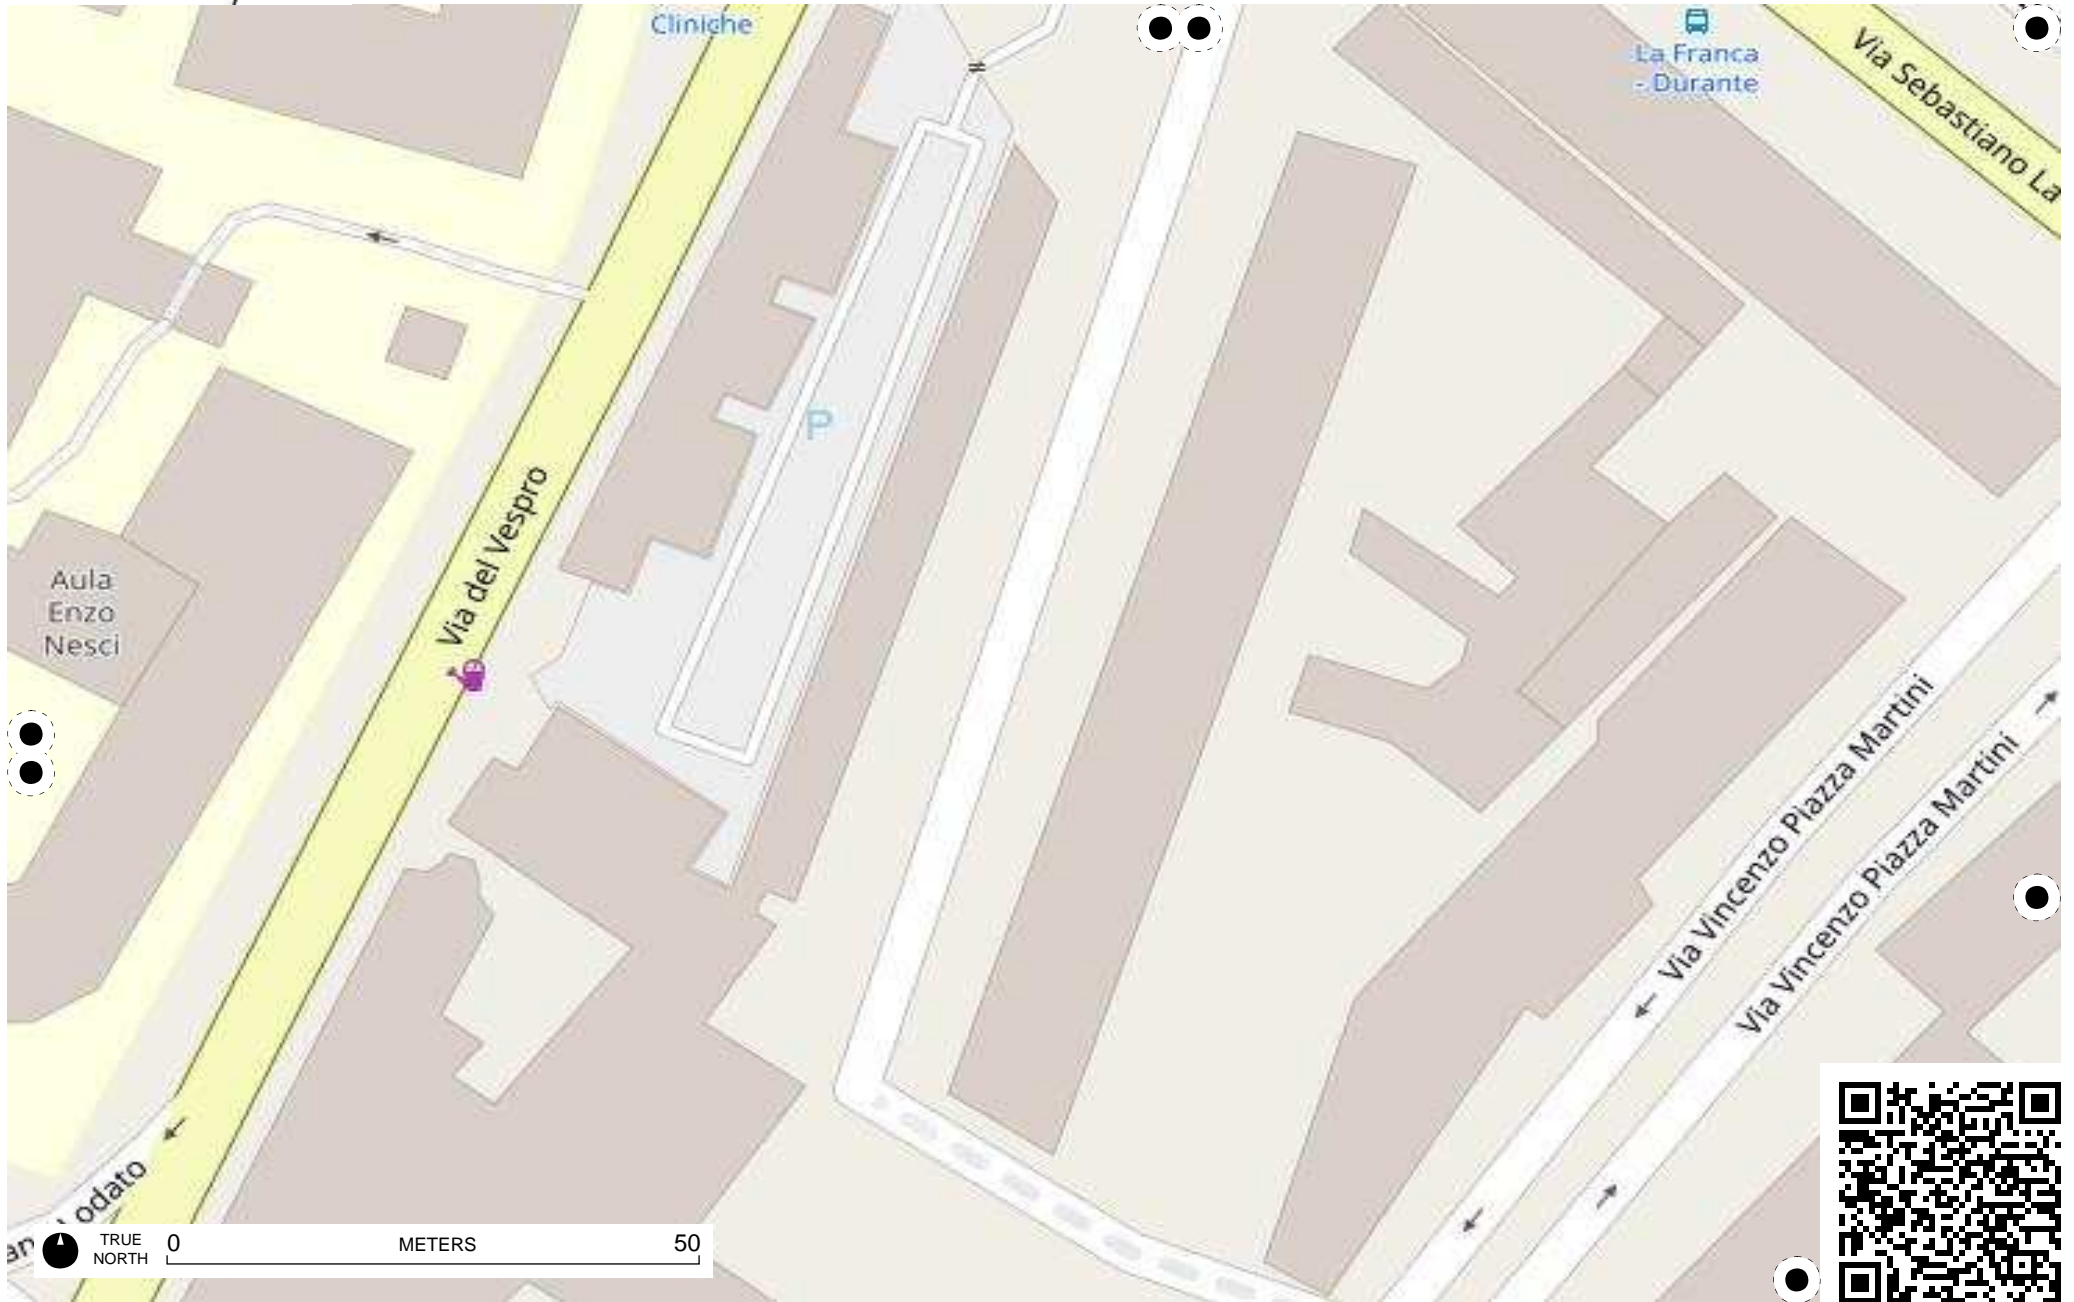 Cliniche
La Franca
- Durante
Via Sebastiano La
P
Via del Vespro
Aula
Enzo
Nesci
Via Vincenzo Piazza Martini
Via Vincenzo Piazza Martini
Lodato
TRUE
NORTH
0 METERS 50